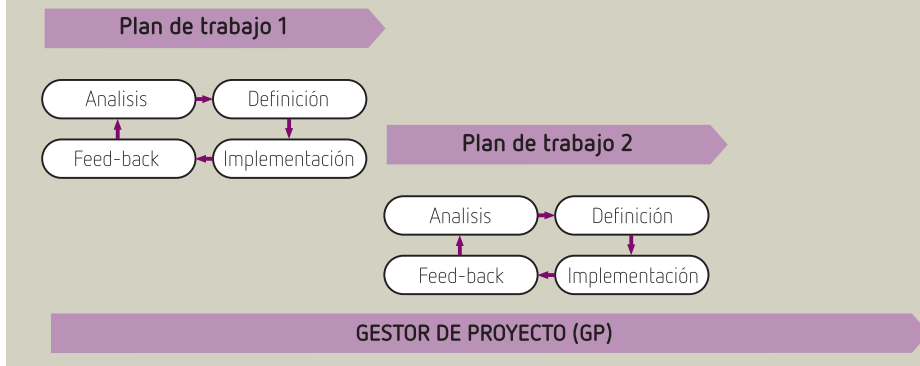 Plan de trabajo 1
Analisis
Definición
Feed-back
Implementación
Plan de trabajo 2
Analisis
Definición
Feed-back
Implementación
GESTOR DE PROYECTO (GP)